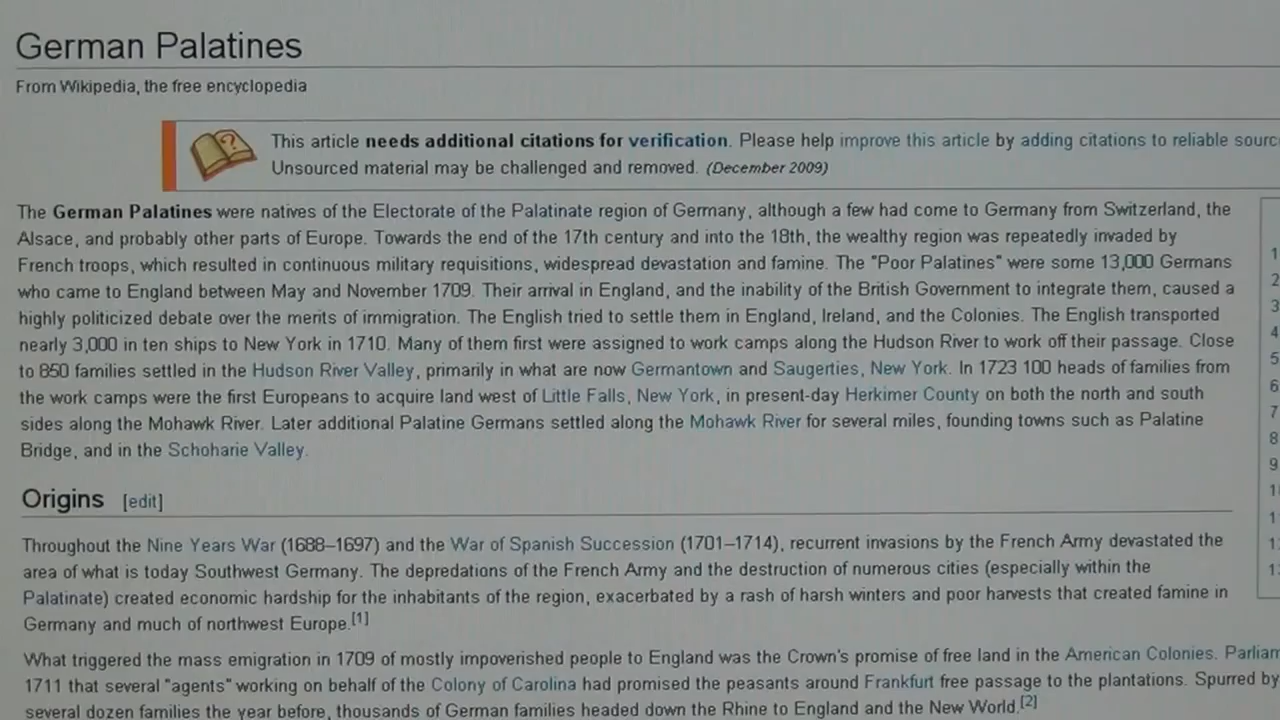 German Palatines
From Wikipedia, the free encyclopedia
This article needs additional citations for verification. Please help improve this article by adding citations to reliable sourc
Unsourced material may be challenged and removed. (December 2009)
The German Palatines were natives of the Electorate of the Palatinate region of Germany, although a few had come to Germany from Switzerland, the
Alsace, and probably other parts of Europe. Towards the end of the 17th century and into the 18th, the wealthy region was repeatedly invaded by
French troops, which resulted in continuous military requisitions, widespread devastation and famine. The "Poor Palatines" were some 13,000 Germans
who came to England between May and November 1709. Their arrival in England, and the inability of the British Government to integrate them, caused a
highly politicized debate over the merits of immigration. The English tried to settle them in England, Ireland, and the Colonies. The English transported
nearly 3,000 in ten ships to New York in 1710. Many of them first were assigned to work camps along the Hudson River to work off their passage. Close
to 850 families settled in the Hudson River Valley, primarily in what are now Germantown and Saugerties, New York. In 1723 100 heads of families from
the work camps were the first Europeans to acquire land west of Little Falls, New York, in present-day Herkimer County on both the north and south
sides along the Mohawk River. Later additional Palatine Germans settled along the Mohawk River for several miles, founding towns such as Palatine
Bridge, and in the Schoharie Valley.
1
2
3
4
5
6
7
8
9
Origins [edit]
Throughout the Nine Years War (1688–1697) and the War of Spanish Succession (1701–1714), recurrent invasions by the French Army devastated the
area of what is today Southwest Germany. The depredations of the French Army and the destruction of numerous cities (especially within the
Palatinate) created economic hardship for the inhabitants of the region, exacerbated by a rash of harsh winters and poor harvests that created famine in
Germany and much of northwest Europe.[1]
What triggered the mass emigration in 1709 of mostly impoverished people to England was the Crown's promise of free land in the American Colonies. Parliam
1711 that several "agents" working on behalf of the Colony of Carolina had promised the peasants around Frankfurt free passage to the plantations. Spurred by
several dozen families the year before, thousands of German families headed down the Rhine to England and the New World.[2]